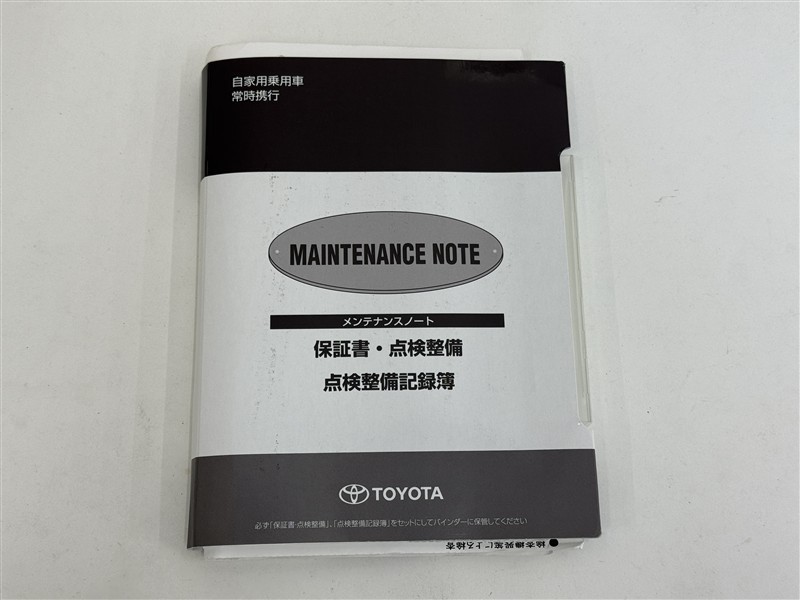 自家用乗用車
常時携行
MAINTENANCE NOTE
メンテナンスノート
保証書・点検整備
点検整備記録簿
TOYOTA
必ず「保証書・点検整備」、「点検整備記録簿」をセットにしてバインダーに保管してください